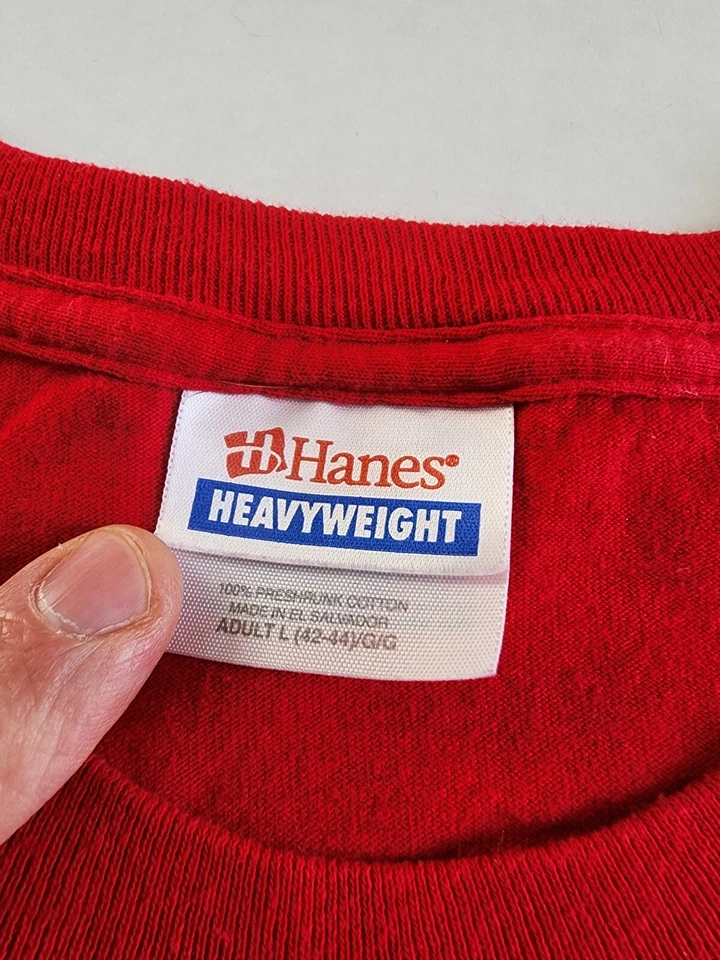 Hanes®
HEAVYWEIGHT
100% PRESHRUNK COTTON
MADE IN EL SALVADOR
ADULT L (42-44)/G/G